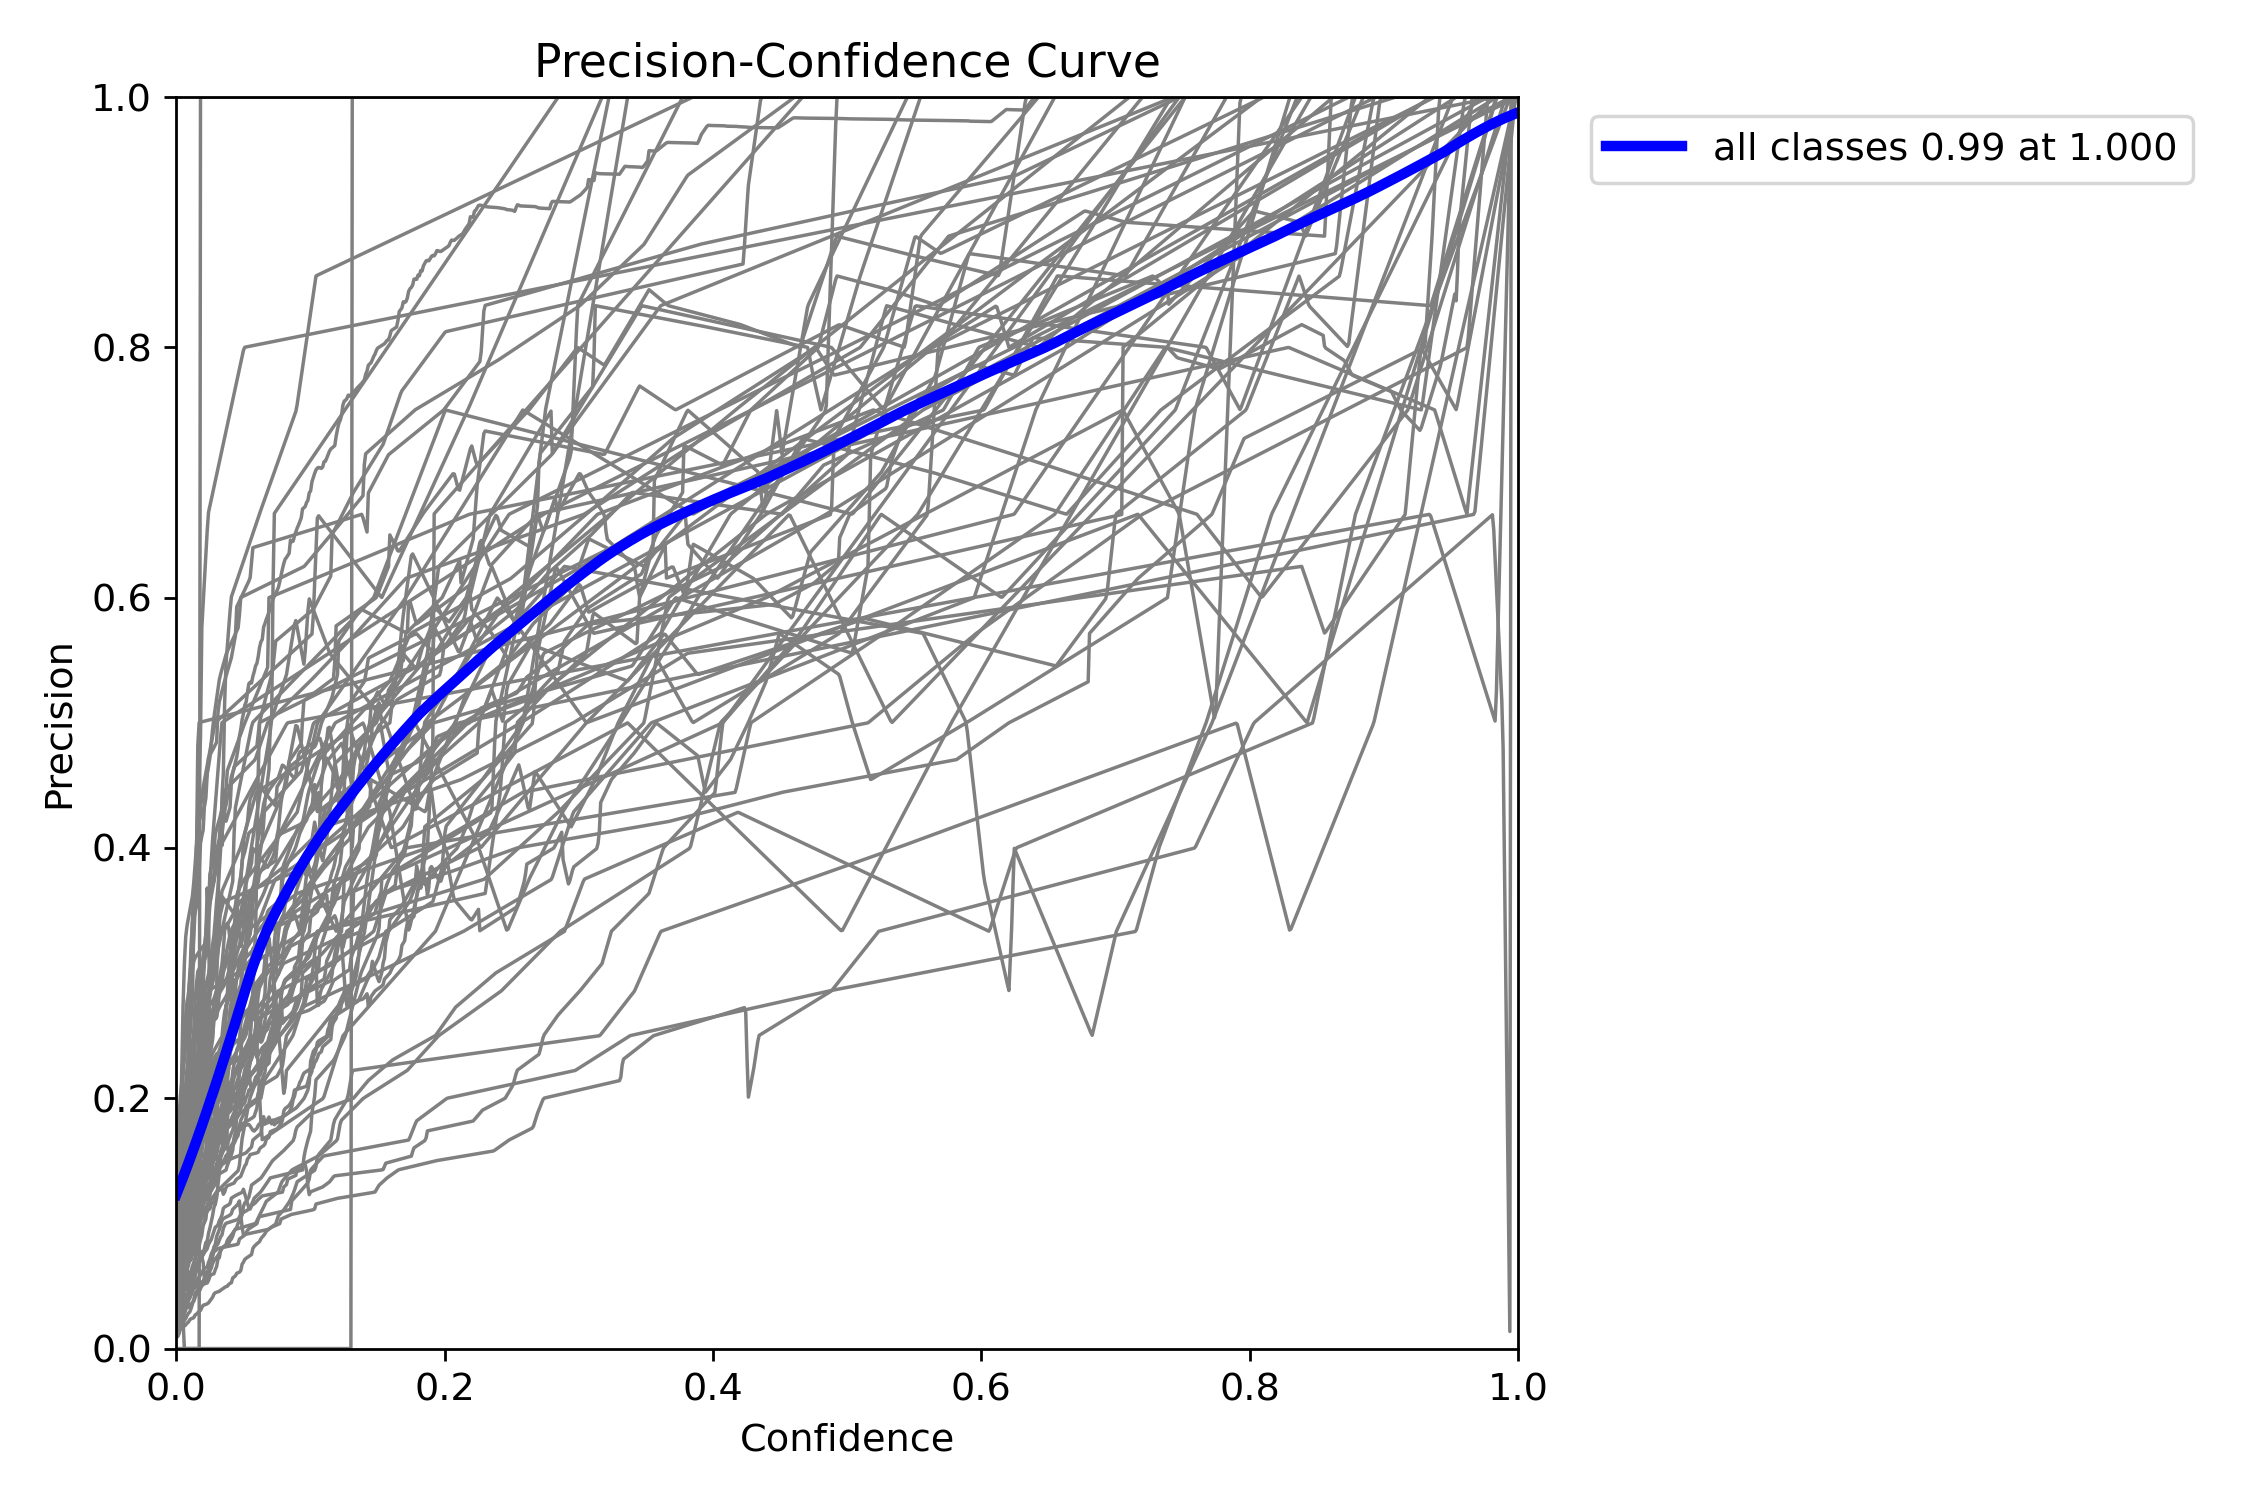 Precision-Confidence Curve
all classes 0.99 at 1.000
Precision
1.0
0.8
0.6
0.4
0.2
0.0
0.0 0.2 0.4 0.6 0.8 1.0
Confidence